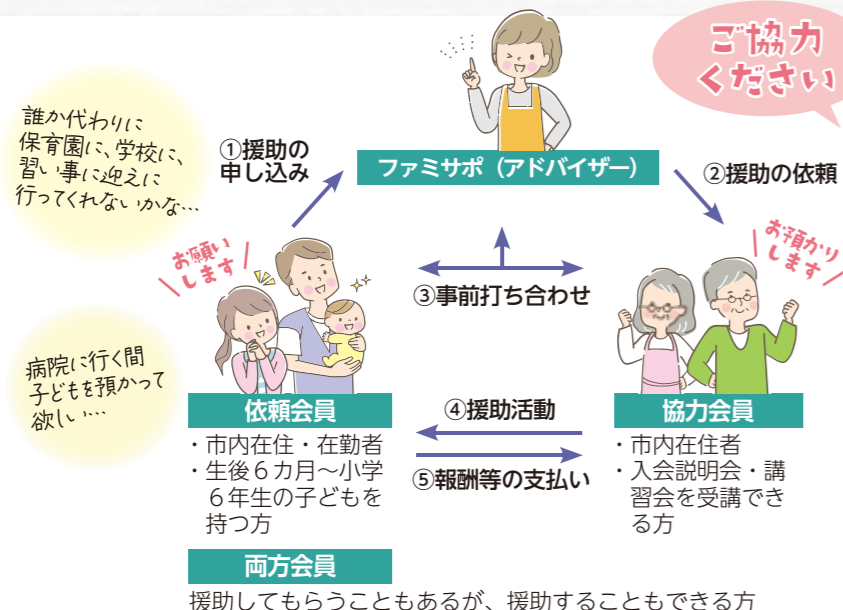 ご協力
ください
誰か代わりに
保育園に、学校に、
習い事に迎えに
行ってくれないかな…
①援助の
申し込み
ファミサポ（アドバイザー）
②援助の依頼
お願い
します
お預かり
します
③事前打ち合わせ
病院に行く間
子どもを預かって
欲しい…
依頼会員
・市内在住・在勤者
・生後６カ月～小学
６年生の子どもを
持つ方
④援助活動
⑤報酬等の支払い
協力会員
・市内在住者
・入会説明会・講
習会を受講でき
る方
両方会員
援助してもらうこともあるが、援助することもできる方